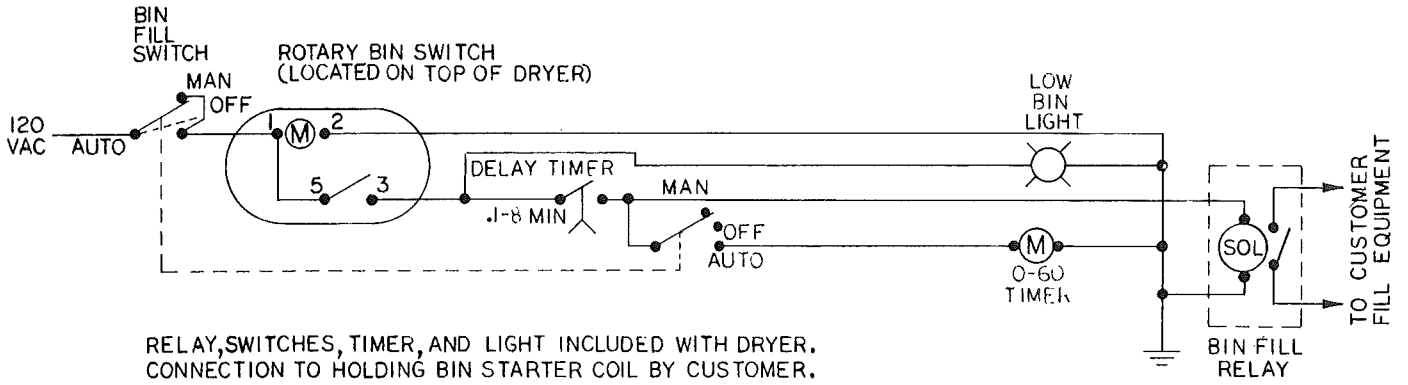 BIN
FILL
SWITCH
ROTARY BIN SWITCH
(LOCATED ON TOP OF DRYER)
MAN
OFF
120
VAC
AUTO
1
M
2
5
3
DELAY TIMER
.1-8 MIN
MAN
OFF
AUTO
LOW
BIN
LIGHT
M
0-60
TIMER
SOL
BIN FILL
RELAY
TO CUSTOMER
FILL EQUIPMENT
RELAY, SWITCHES, TIMER, AND LIGHT INCLUDED WITH DRYER.
CONNECTION TO HOLDING BIN STARTER COIL BY CUSTOMER.